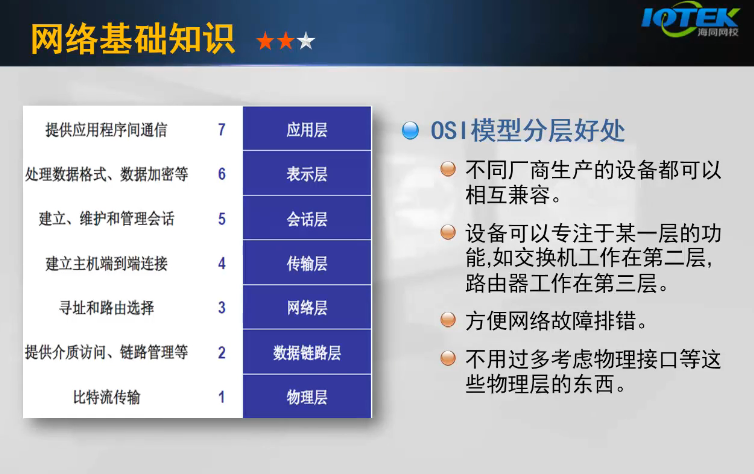 网络基础知识
IOTEK
海同网校
提供应用程序间通信 7 应用层
处理数据格式、数据加密等 6 表示层
建立、维护和管理会话 5 会话层
建立主机端到端连接 4 传输层
寻址和路由选择 3 网络层
提供介质访问、链路管理等 2 数据链路层
比特流传输 1 物理层
OSI模型分层好处
不同厂商生产的设备都可以
相互兼容。
设备可以专注于某一层的功
能,如交换机工作在第二层,
路由器工作在第三层。
方便网络故障排错。
不用过多考虑物理接口等这
些物理层的东西。